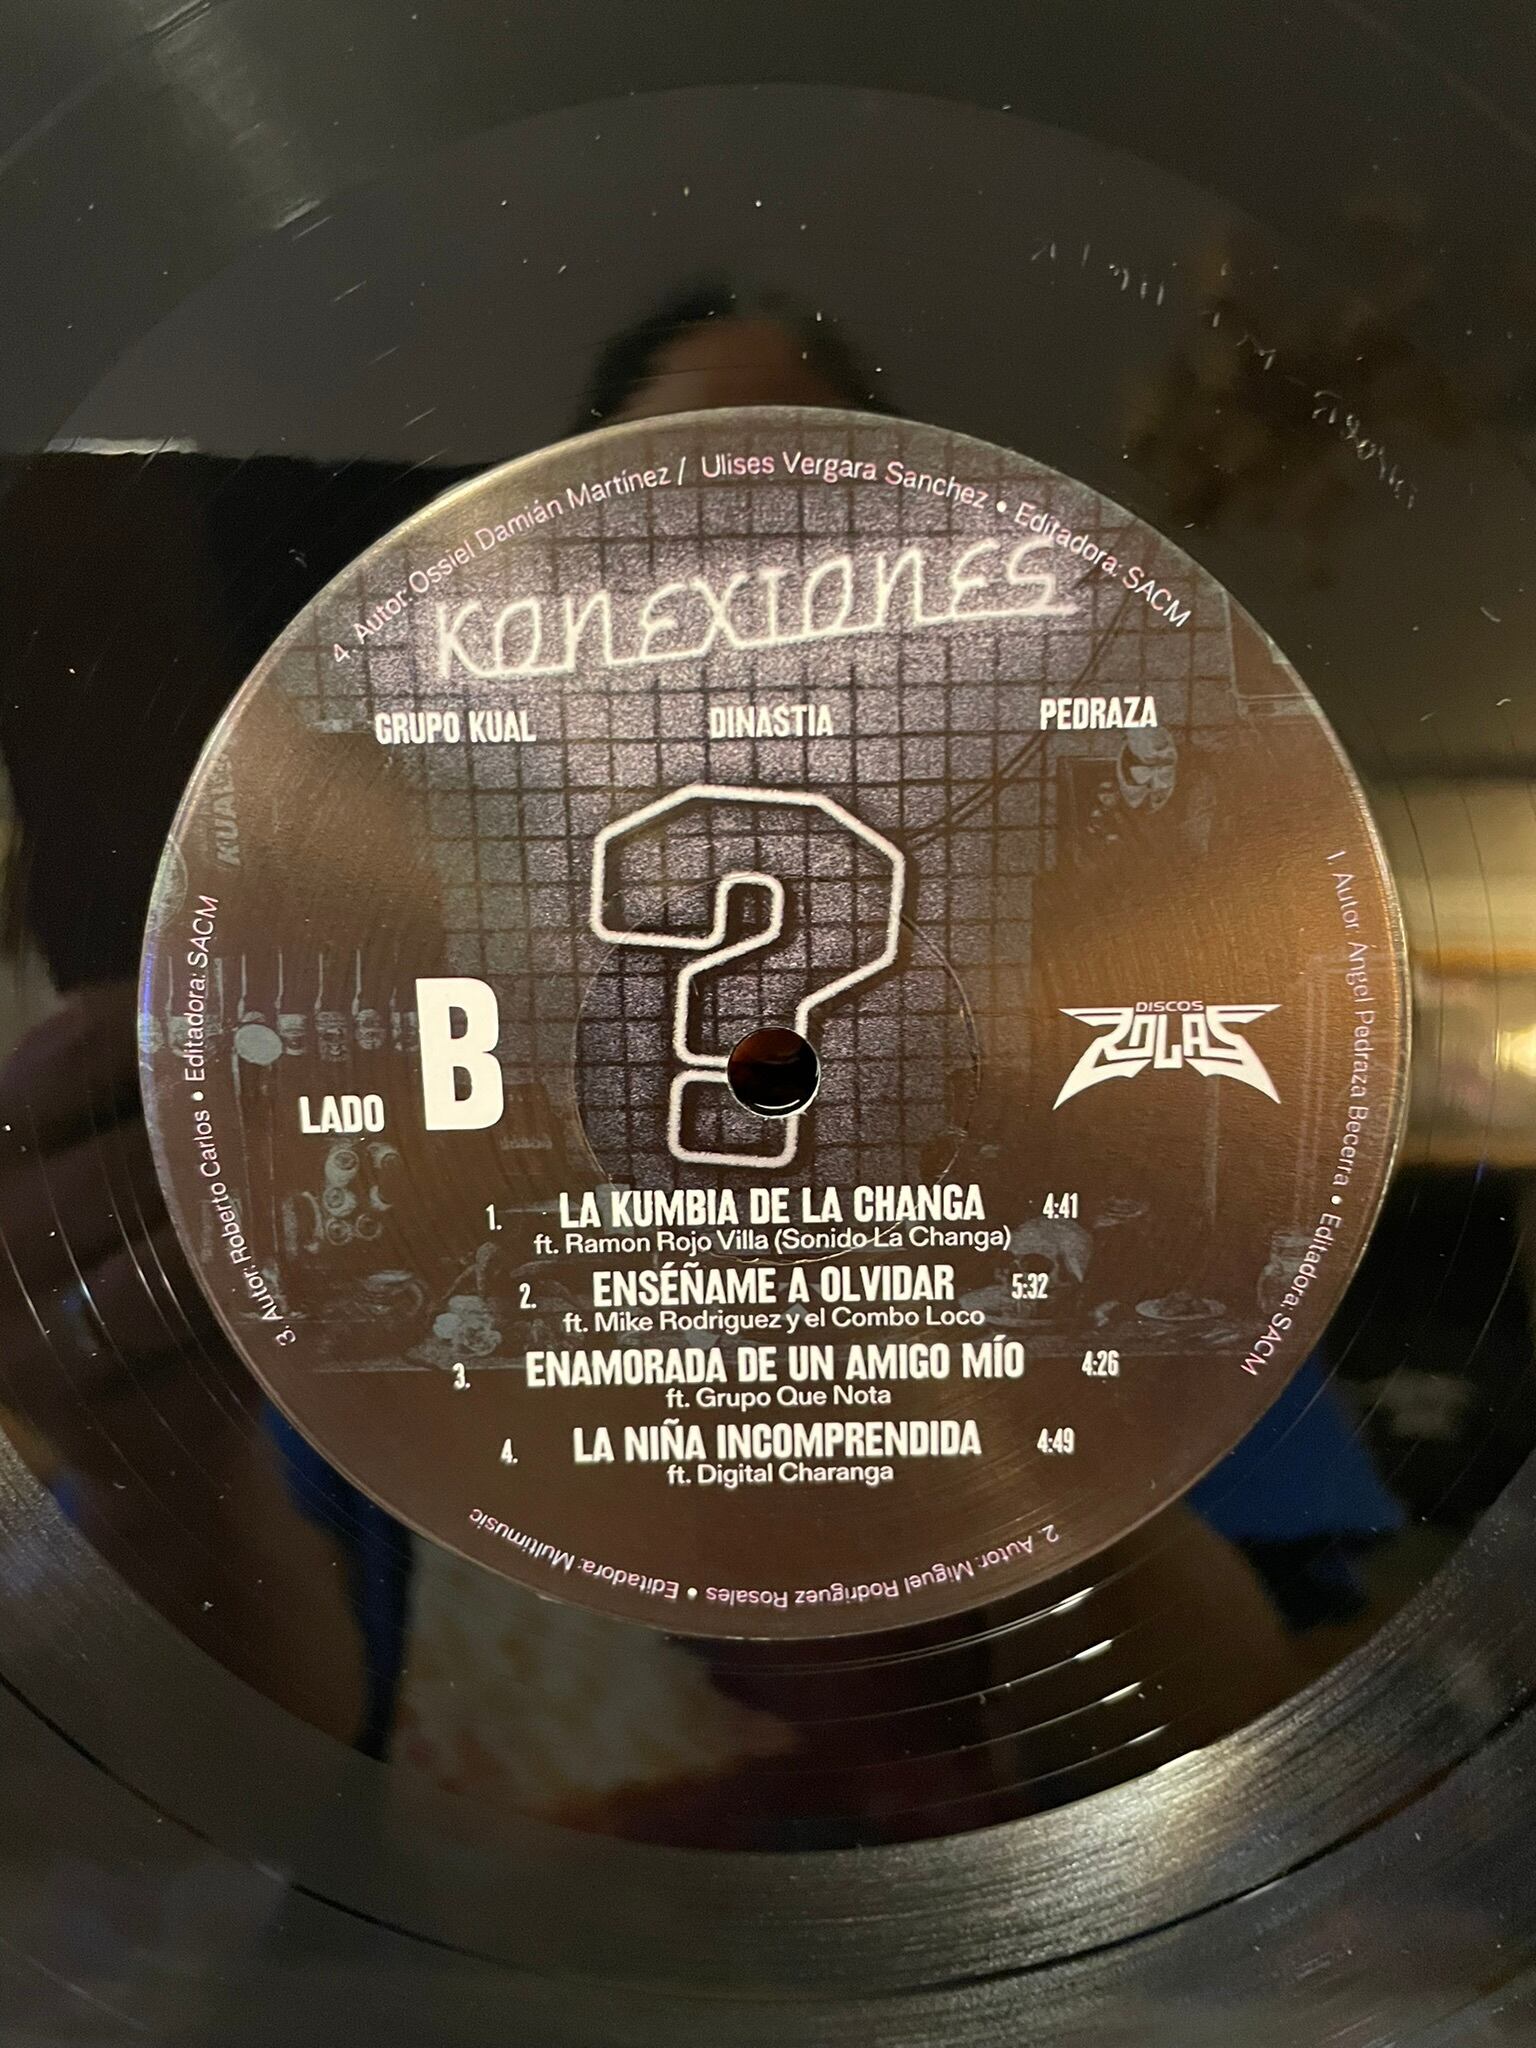 4. Autor: Ossiel Damián Martínez / Ulises Vergara Sanchez • Editadora: SACM
KONEXIONES
GRUPO KUAL DINASTIA PEDRAZA
?
LADO B
DISCOS ROLAS
1. LA KUMBIA DE LA CHANGA 4:41
ft. Ramon Rojo Villa (Sonido La Changa)
2. ENSÉÑAME A OLVIDAR 5:32
ft. Mike Rodriguez y el Combo Loco
3. ENAMORADA DE UN AMIGO MÍO 4:26
ft. Grupo Que Nota
4. LA NIÑA INCOMPRENDIDA 4:49
ft. Digital Charanga
1. Autor: Ángel Pedraza Becerra • Editadora: SACM
2. Autor: Miguel Rodriguez Rosales • Editadora: Multimusic
3. Autor: Roberto Carlos • Editadora: SACM
KUAL